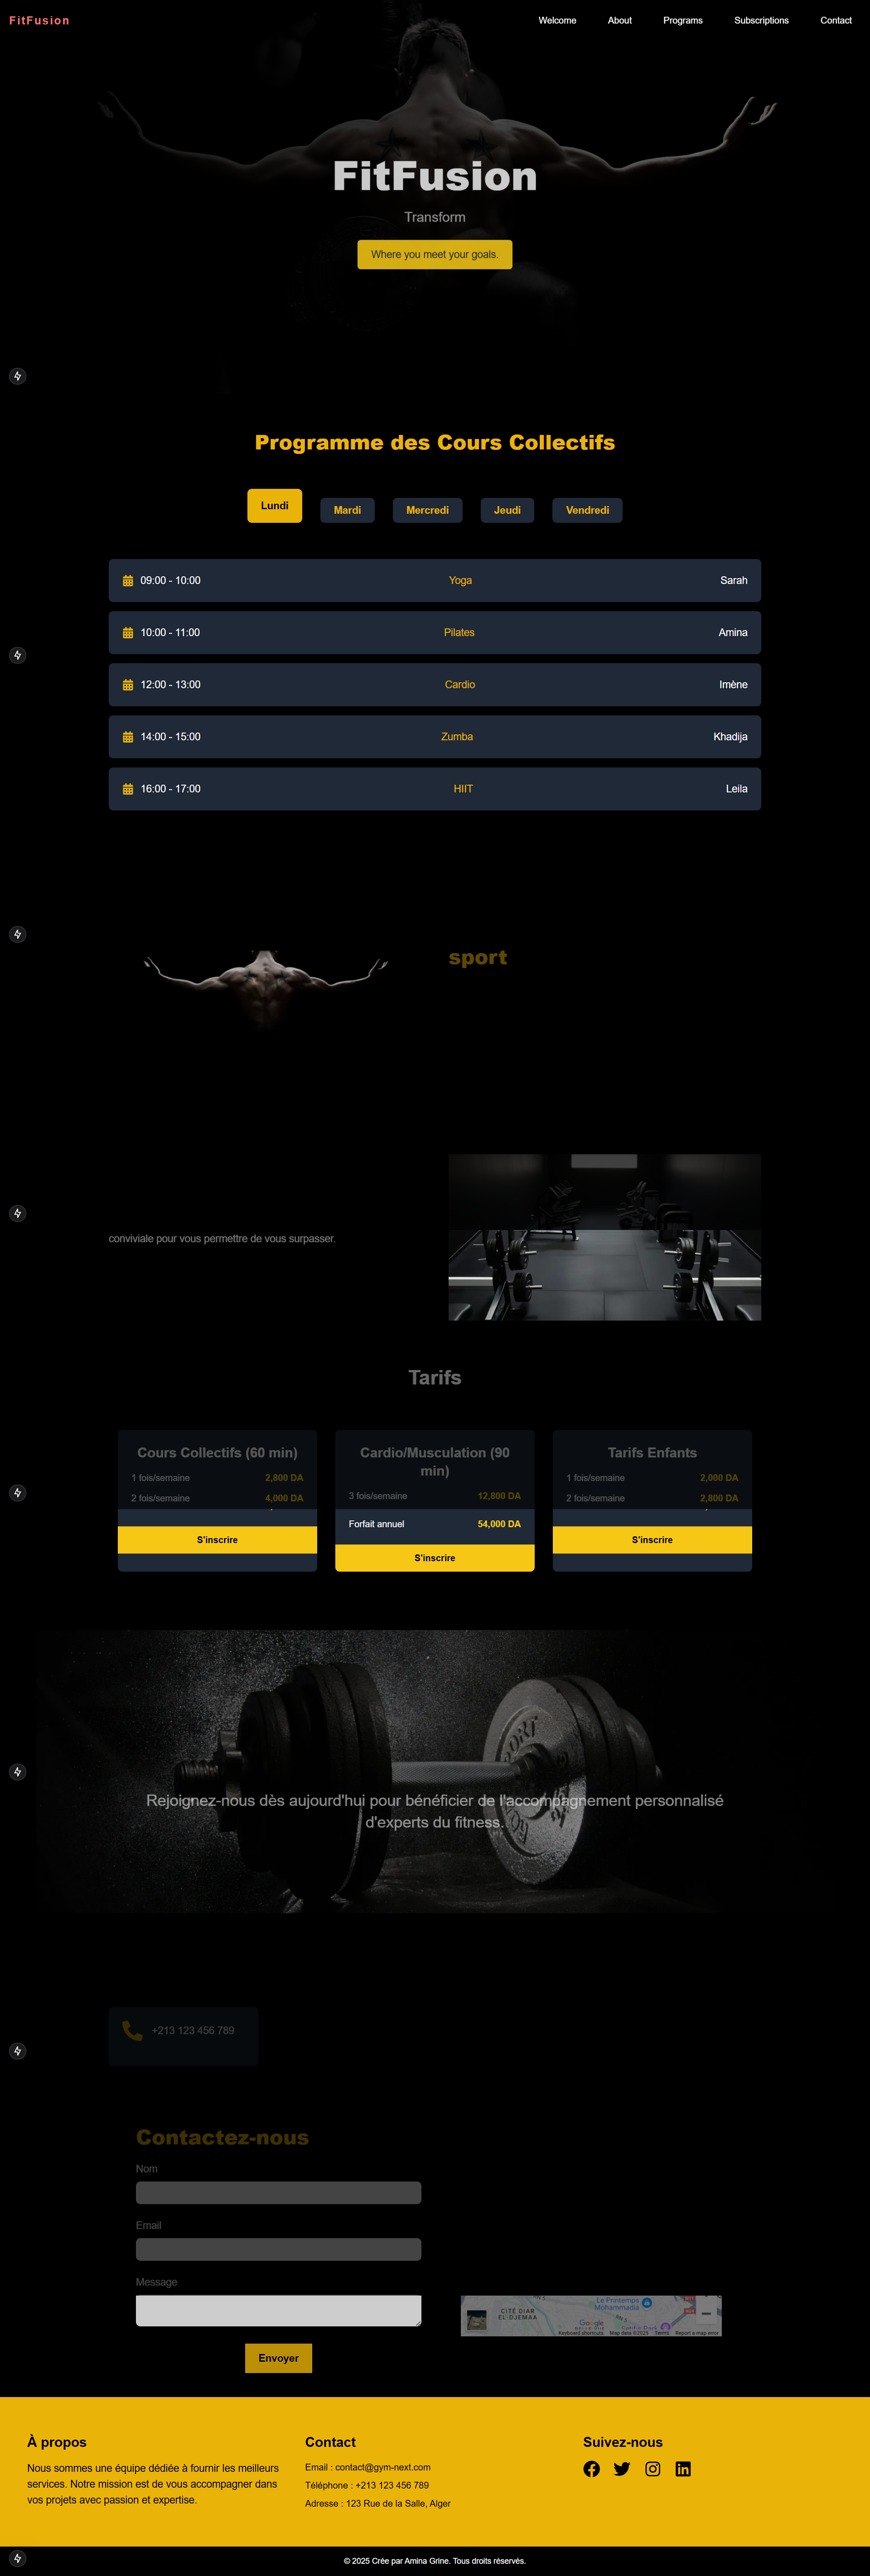 FitFusion
Welcome
About
Programs
Subscriptions
Contact
FitFusion
Transform
Where you meet your goals.
Programme des Cours Collectifs
Lundi
Mardi
Mercredi
Jeudi
Vendredi
09:00 - 10:00 Yoga Sarah
10:00 - 11:00 Pilates Amina
12:00 - 13:00 Cardio Imène
14:00 - 15:00 Zumba Khadija
16:00 - 17:00 HIIT Leila
sport
conviviale pour vous permettre de vous surpasser.
Tarifs
Cours Collectifs (60 min)
1 fois/semaine 2,800 DA
2 fois/semaine 4,000 DA
S'inscrire
Cardio/Musculation (90
min)
3 fois/semaine 12,800 DA
Forfait annuel 54,000 DA
S'inscrire
Tarifs Enfants
1 fois/semaine 2,000 DA
2 fois/semaine 2,800 DA
S'inscrire
Rejoignez-nous dès aujourd'hui pour bénéficier de l'accompagnement personnalisé
d'experts du fitness.
+213 123 456 789
Contactez-nous
Nom
Email
Message
Envoyer
CITÉ DIAR
EL-DJEMAA
Le Printemps
Mohammadia
Google
Keyboard shortcuts
Map data ©2025
Terms
Report a map error
À propos
Nous sommes une équipe dédiée à fournir les meilleurs
services. Notre mission est de vous accompagner dans
vos projets avec passion et expertise.
Contact
Email : contact@gym-next.com
Téléphone : +213 123 456 789
Adresse : 123 Rue de la Salle, Alger
Suivez-nous
© 2025 Crée par Amina Grine. Tous droits réservés.